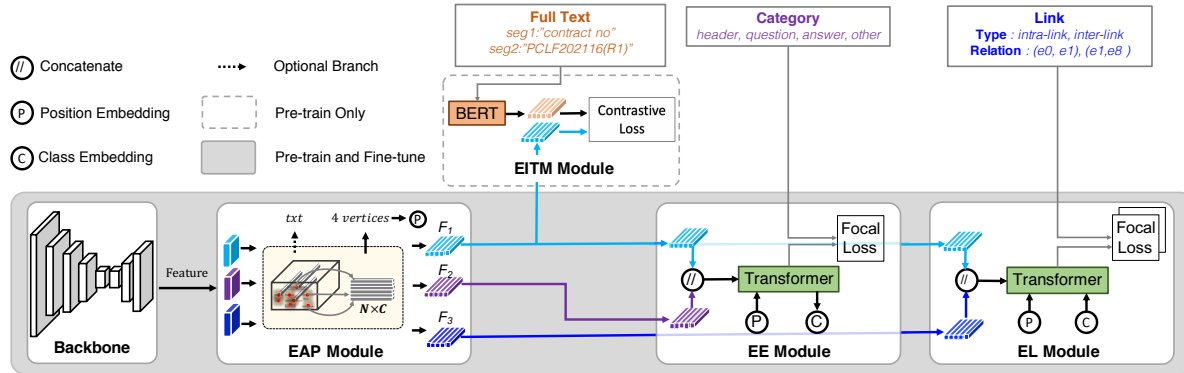 Full Text
seg1:"contract no"
seg2:"PCLF202116(R1)"
Category
header, question, answer, other
Link
Type : intra-link, inter-link
Relation : (e0, e1), (e1,e8 )
// Concatenate
Optional Branch
P Position Embedding
Pre-train Only
C Class Embedding
Pre-train and Fine-tune
BERT
Contrastive
Loss
EITM Module
Backbone
Feature
txt
4 vertices
P
N×C
EAP Module
F1
F2
F3
//
Transformer
Focal
Loss
P
C
EE Module
//
Transformer
Focal
Loss
P
C
EL Module